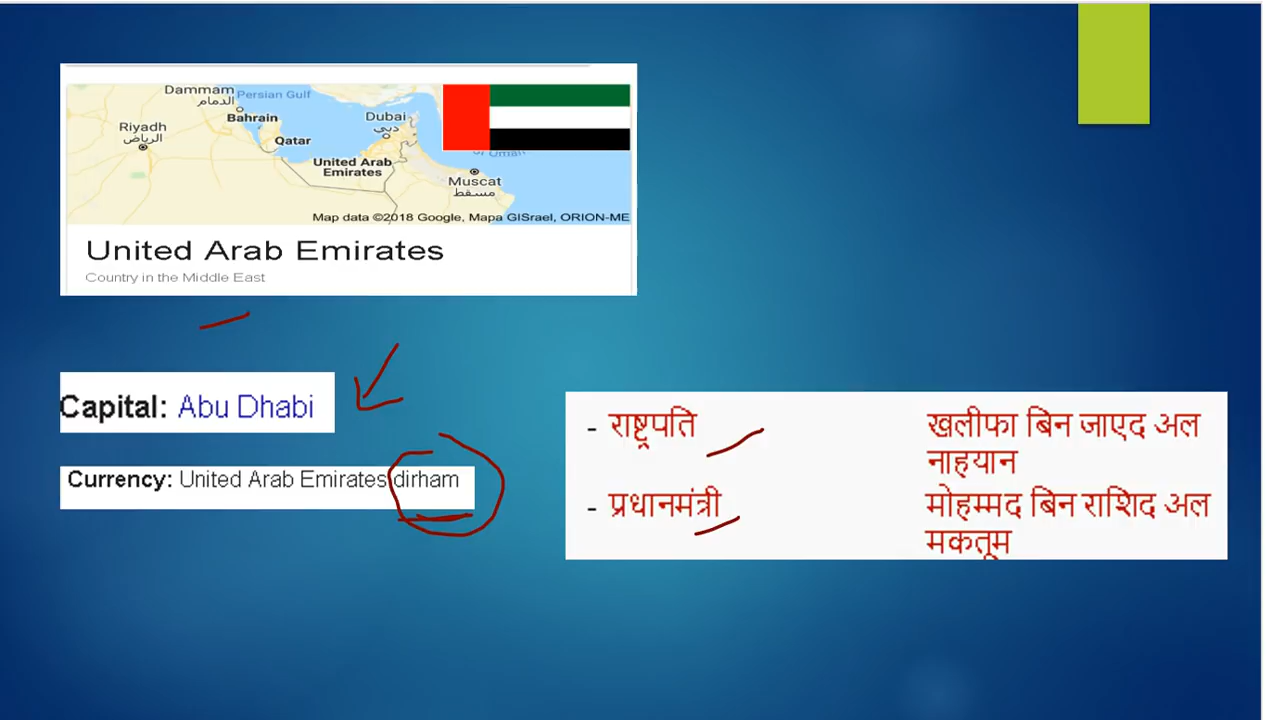 Dammam
Persian Gulf
الدمام
Bahrain
Dubai
دبي
Riyadh
الرياض
Qatar
of Oman
United Arab
Emirates
Muscat
مسقط
Map data ©2018 Google, Mapa GISrael, ORION-ME
United Arab Emirates
Country in the Middle East
Capital: Abu Dhabi
Currency: United Arab Emirates dirham
- राष्ट्रपति खलीफा बिन जाएद अल
नाहयान
- प्रधानमंत्री मोहम्मद बिन राशिद अल
मकतूम